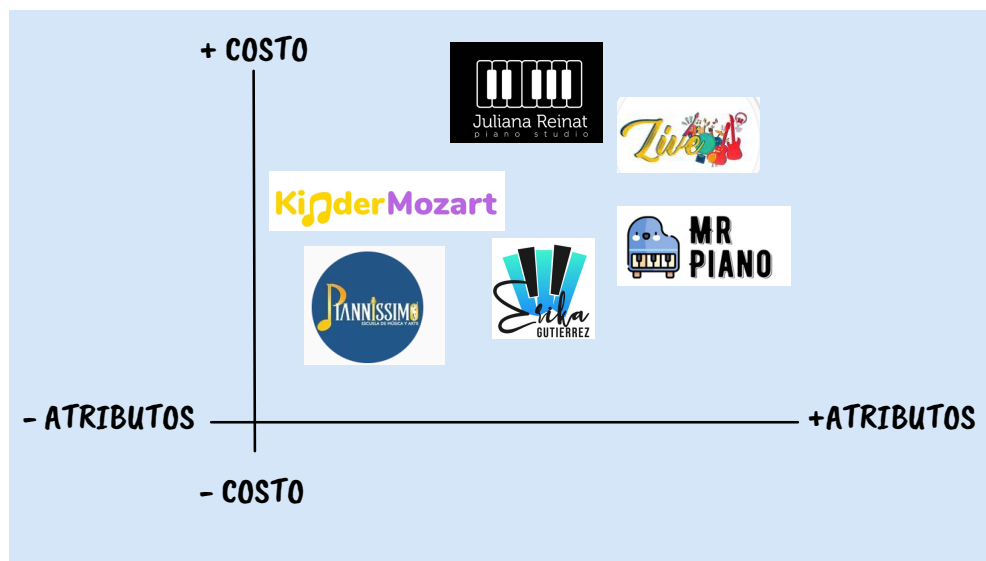 + COSTO
Juliana Reinat
piano studio
Live
KinderMozart
MR
PIANO
PIANNISSIMO
ESCUELA DE MÚSICA Y ARTE
Erika
GUTIERREZ
- ATRIBUTOS
+ATRIBUTOS
- COSTO